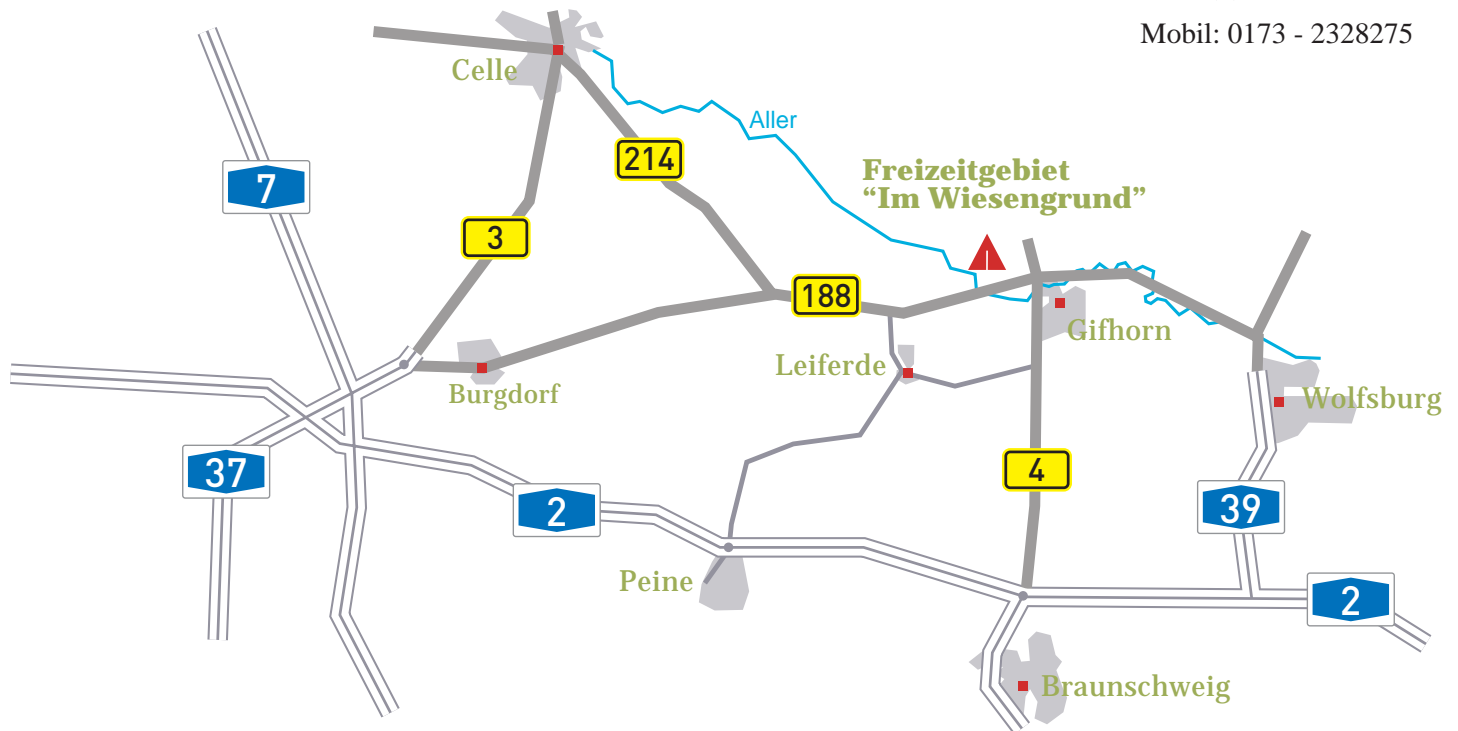 Mobil: 0173 - 2328275
Celle
Aller
214
Freizeitgebiet
“Im Wiesengrund”
7
3
188
Gifhorn
Leiferde
Burgdorf
Wolfsburg
37
4
2
39
Peine
2
Braunschweig